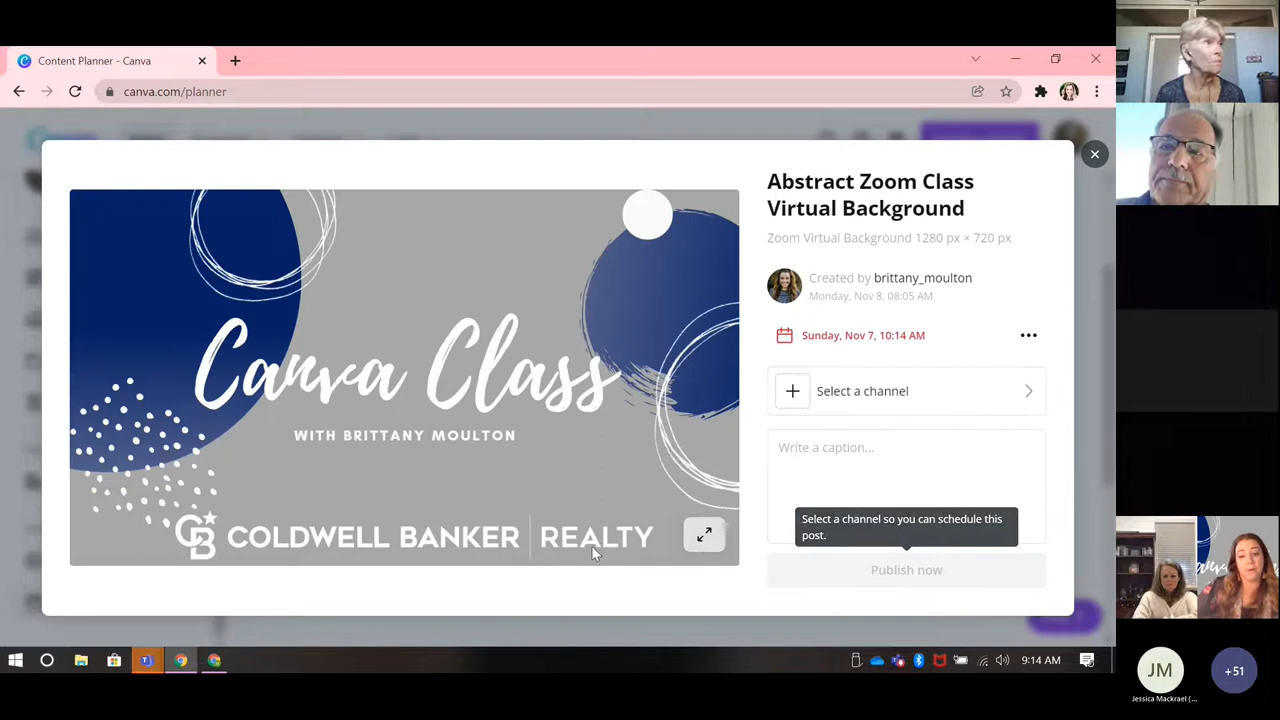 Content Planner - Canva
canva.com/planner
Abstract Zoom Class
Virtual Background
Zoom Virtual Background 1280 px × 720 px
Created by brittany_moulton
Monday, Nov 8, 08:05 AM
Sunday, Nov 7, 10:14 AM
Select a channel
Write a caption...
Select a channel so you can schedule this
post.
Publish now
Canva Class
WITH BRITTANY MOULTON
CB COLDWELL BANKER REALTY
9:14 AM
JM
+51
Jessica Mackrael (...